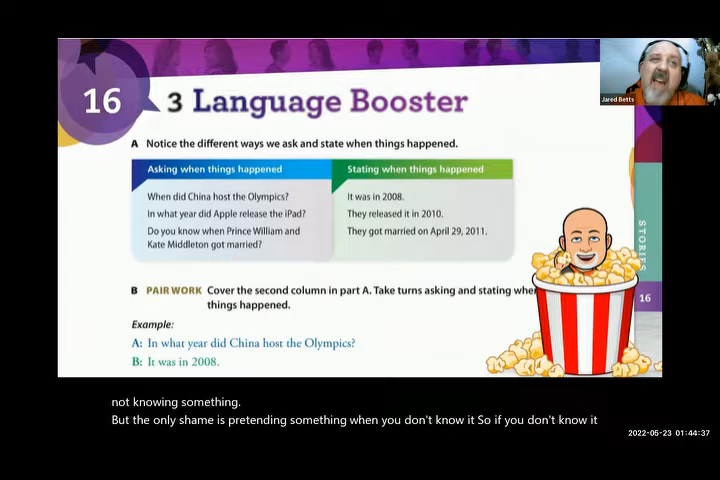 16
3 Language Booster
Jared Betts
A Notice the different ways we ask and state when things happened.
Asking when things happened
Stating when things happened
When did China host the Olympics?
It was in 2008.
In what year did Apple release the iPad?
They released it in 2010.
Do you know when Prince William and
Kate Middleton got married?
They got married on April 29, 2011.
STORIES
16
B PAIR WORK Cover the second column in part A. Take turns asking and stating when
things happened.
Example:
A: In what year did China host the Olympics?
B: It was in 2008.
not knowing something.
But the only shame is pretending something when you don't know it So if you don't know it
2022-05-23 01:44:37